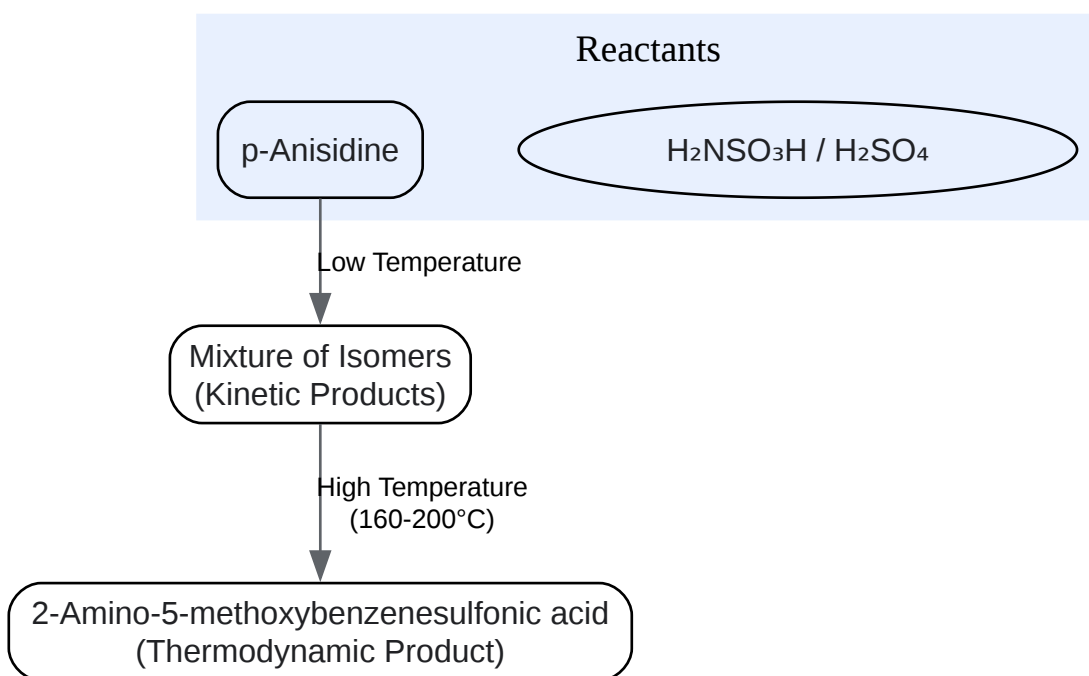 Reactants
p-Anisidine
H₂NSO₃H / H₂SO₄
Low Temperature
Mixture of Isomers
(Kinetic Products)
High Temperature
(160-200°C)
2-Amino-5-methoxybenzenesulfonic acid
(Thermodynamic Product)